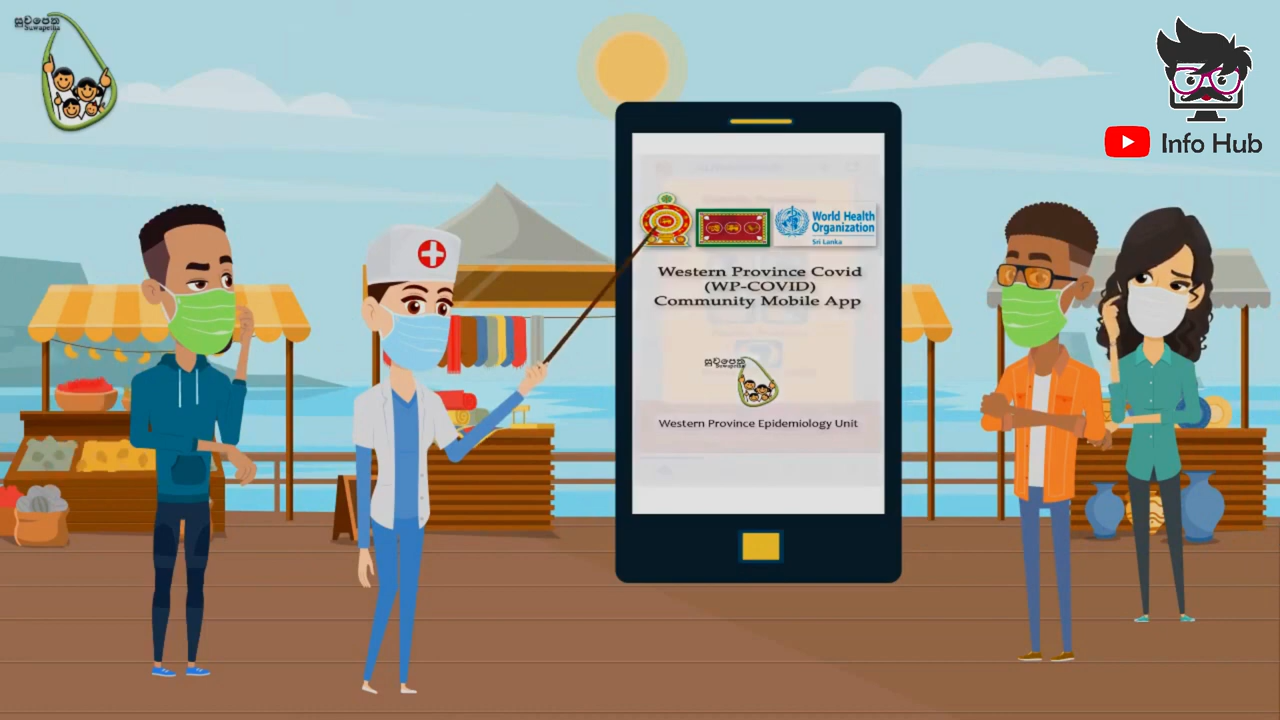 සුවපෙත
Suwapetha
Info Hub
World Health
Organization
Sri Lanka
Western Province Covid
(WP-COVID)
Community Mobile App
සුවපෙත
Suwapetha
Western Province Epidemiology Unit